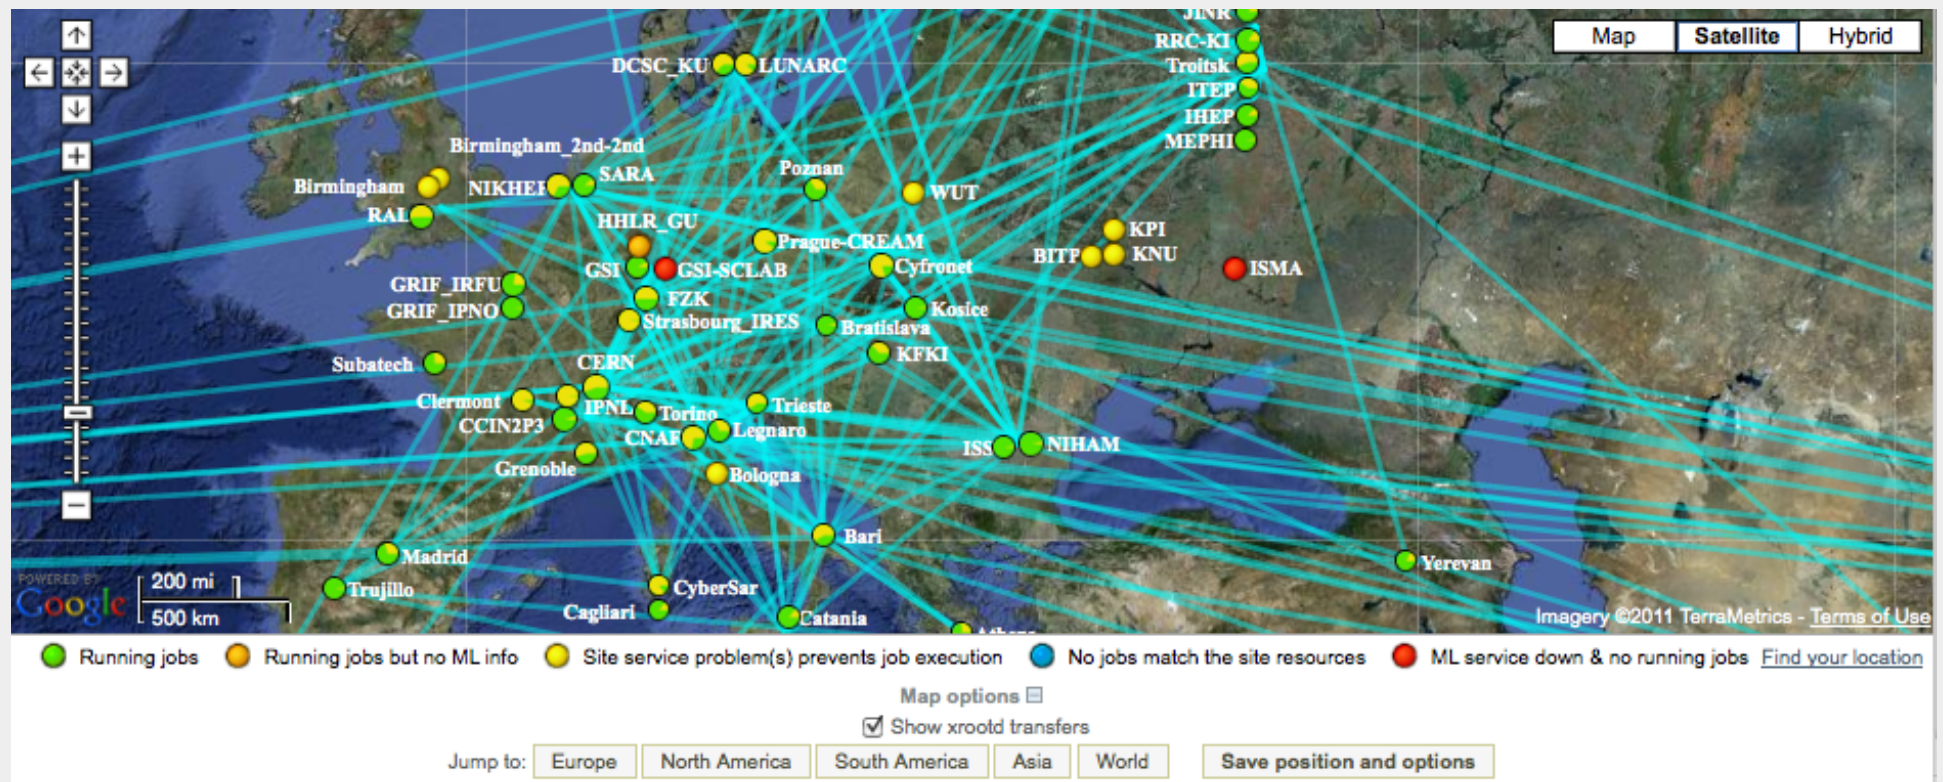 JINR
Map Satellite Hybrid
RRC-KI
DCSC_KU LUNARC
Troitsk
ITEP
IHEP
MEPHI
Birmingham_2nd-2nd
Poznan
SARA
Birmingham
NIKHEF
WUT
RAL
HHLR_GU
KPI
Prague-CREAM
BITP KNU
GSI GSI-SCLAB
Cyfronet
ISMA
GRIF_IRFU
FZK
GRIF_IPNO
Kosice
Strasbourg_IRES
Bratislava
KFKI
CERN
Subatech
Clermont
IPNL Torino
Trieste
CCIN2P3
CNAF Legnaro
ISS NIHAM
Grenoble
Bologna
Bari
Madrid
Yerevan
POWERED BY
Google
200 mi
500 km
Trujillo
CyberSar
Cagliari
Catania
Imagery ©2011 TerraMetrics - Terms of Use
Running jobs Running jobs but no ML info Site service problem(s) prevents job execution No jobs match the site resources ML service down & no running jobs Find your location
Map options
Show xrootd transfers
Jump to: Europe North America South America Asia World Save position and options